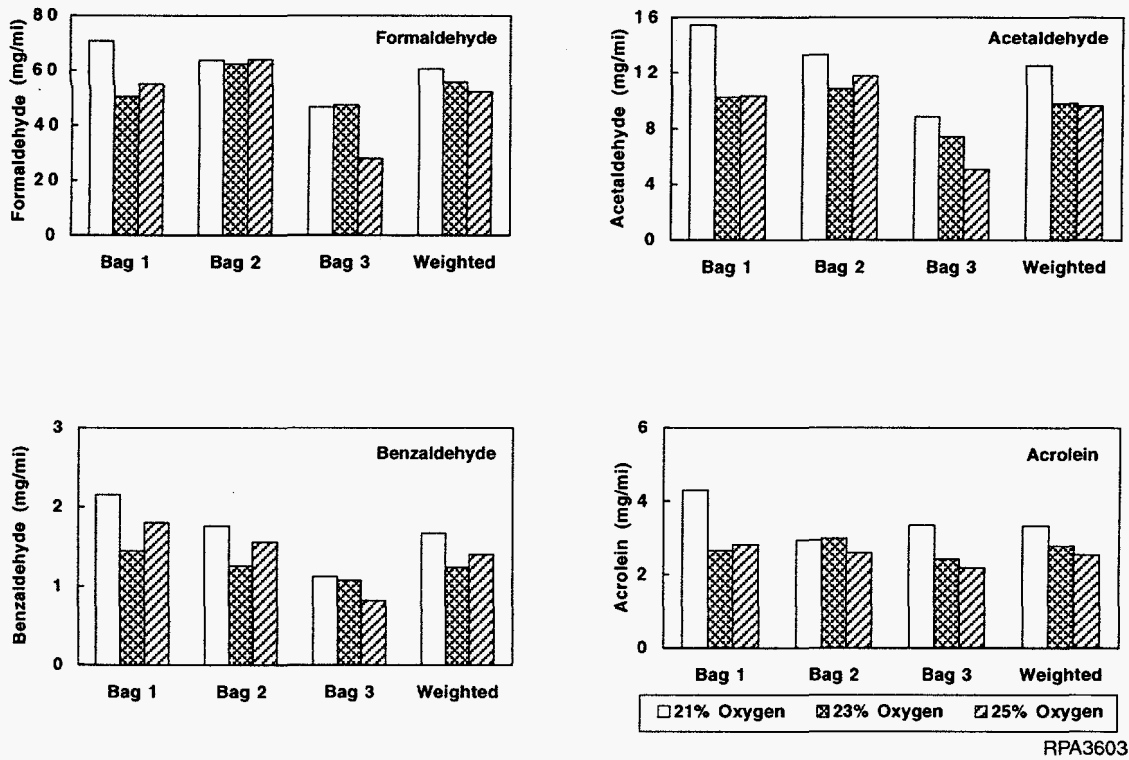 Formaldehyde
Formaldehyde (mg/mi)
80
60
40
20
0
Bag 1 Bag 2 Bag 3 Weighted
Acetaldehyde
Acetaldehyde (mg/mi)
16
12
8
4
0
Bag 1 Bag 2 Bag 3 Weighted
Benzaldehyde
Benzaldehyde (mg/mi)
3
2
1
0
Bag 1 Bag 2 Bag 3 Weighted
Acrolein
Acrolein (mg/mi)
6
4
2
0
Bag 1 Bag 2 Bag 3 Weighted
21% Oxygen 23% Oxygen 25% Oxygen
RPA3603